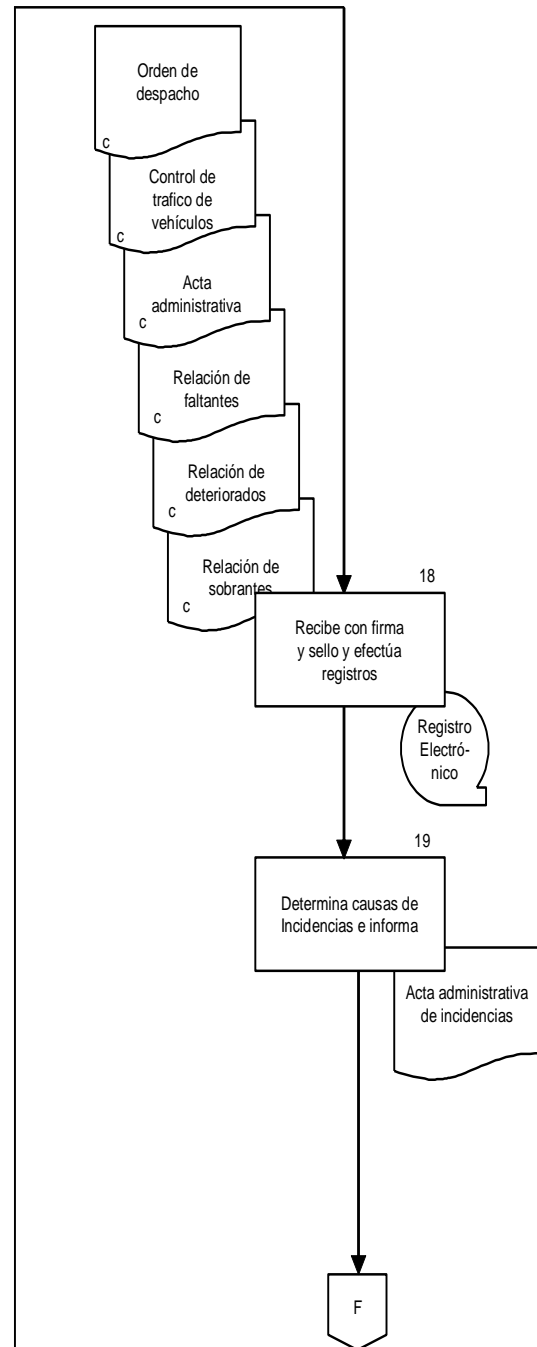 Orden de
despacho
c
Control de
trafico de
vehículos
c
Acta
administrativa
c
Relación de
faltantes
c
Relación de
deteriorados
c
Relación de
sobrantes
c
18
Recibe con firma
y sello y efectúa
registros
Registro
Electró-
nico
19
Determina causas de
Incidencias e informa
Acta administrativa
de incidencias
F